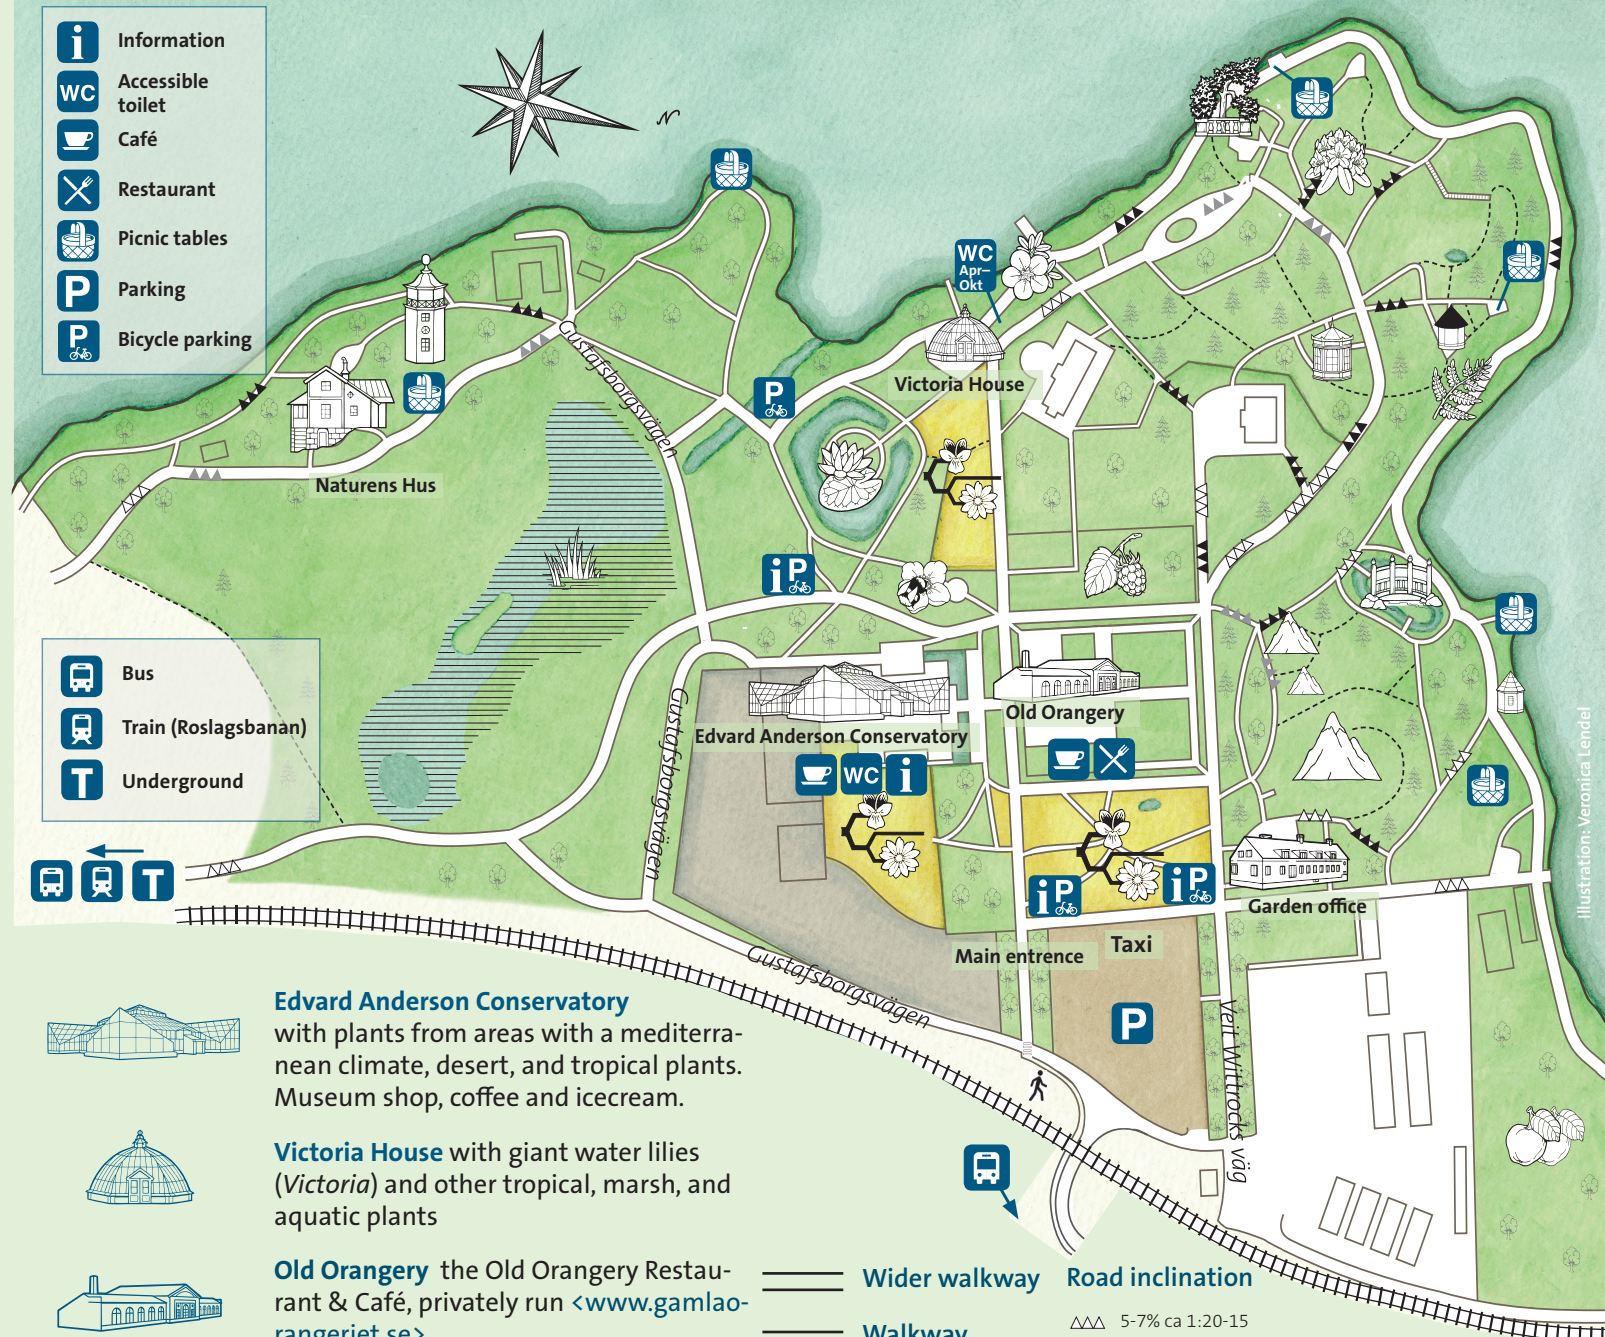 Information
Accessible
toilet
Café
Restaurant
Picnic tables
Parking
Bicycle parking
i
WC
P
P
N
WC
Apr–
Okt
P
Victoria House
Gustafsborgsvägen
Naturens Hus
i P
Bus
Train (Roslagsbanan)
Underground
T
Old Orangery
Edvard Anderson Conservatory
WC i
Gustafsborgsvägen
T
i P
i P
Garden office
Main entrence
Taxi
P
Gustafsborgsvägen
Veit Wittrocks väg
Illustration: Veronica Lendel
Edvard Anderson Conservatory
with plants from areas with a mediterra-
nean climate, desert, and tropical plants.
Museum shop, coffee and icecream.
Victoria House with giant water lilies
(Victoria) and other tropical, marsh, and
aquatic plants
Old Orangery the Old Orangery Restau-
rant & Café, privately run <www.gamlao-
rangeriet.se>
Wider walkway
Walkway
Road inclination
5-7% ca 1:20-15